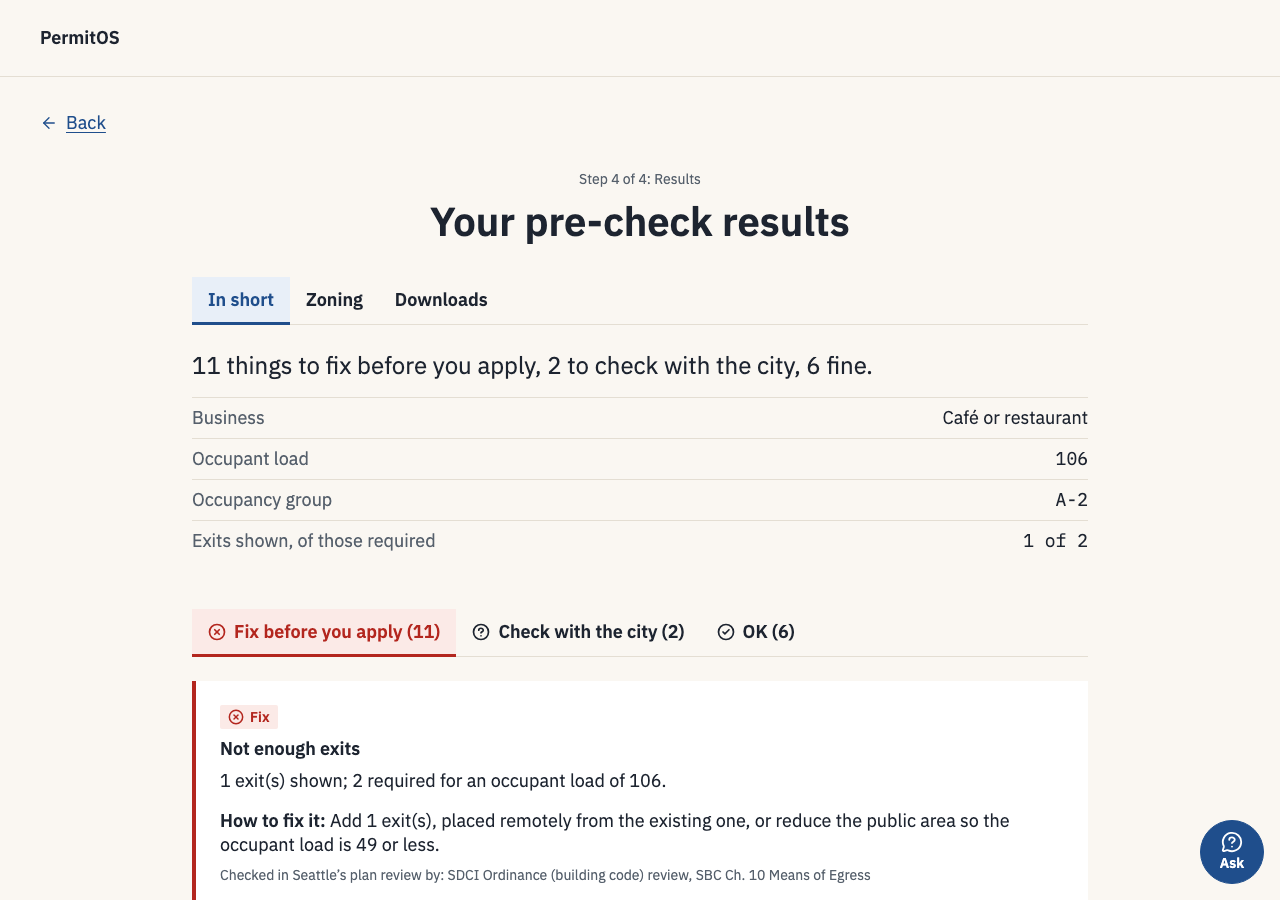 PermitOS
Back
Step 4 of 4: Results
Your pre-check results
In short Zoning Downloads
11 things to fix before you apply, 2 to check with the city, 6 fine.
Business Café or restaurant
Occupant load 106
Occupancy group A-2
Exits shown, of those required 1 of 2
Fix before you apply (11) Check with the city (2) OK (6)
Fix
Not enough exits
1 exit(s) shown; 2 required for an occupant load of 106.
How to fix it: Add 1 exit(s), placed remotely from the existing one, or reduce the public area so the
occupant load is 49 or less.
Checked in Seattle’s plan review by: SDCI Ordinance (building code) review, SBC Ch. 10 Means of Egress
Ask